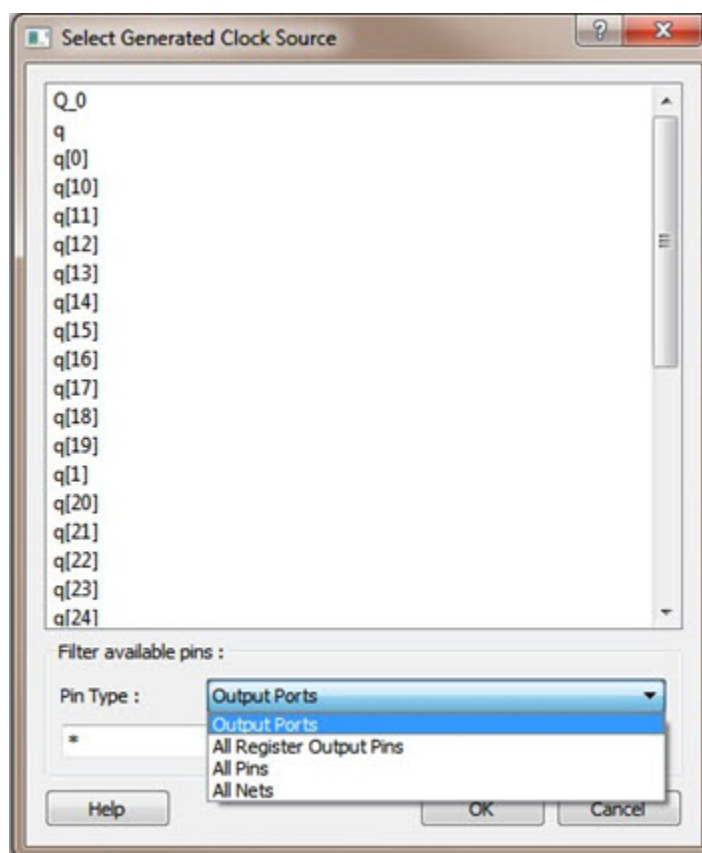 Select Generated Clock Source
Q_0
q
q[0]
q[10]
q[11]
q[12]
q[13]
q[14]
q[15]
q[16]
q[17]
q[18]
q[19]
q[1]
q[20]
q[21]
q[22]
q[23]
q[24]
Filter available pins :
Pin Type : Output Ports
Output Ports
* All Register Output Pins
All Pins
All Nets
Help OK Cancel